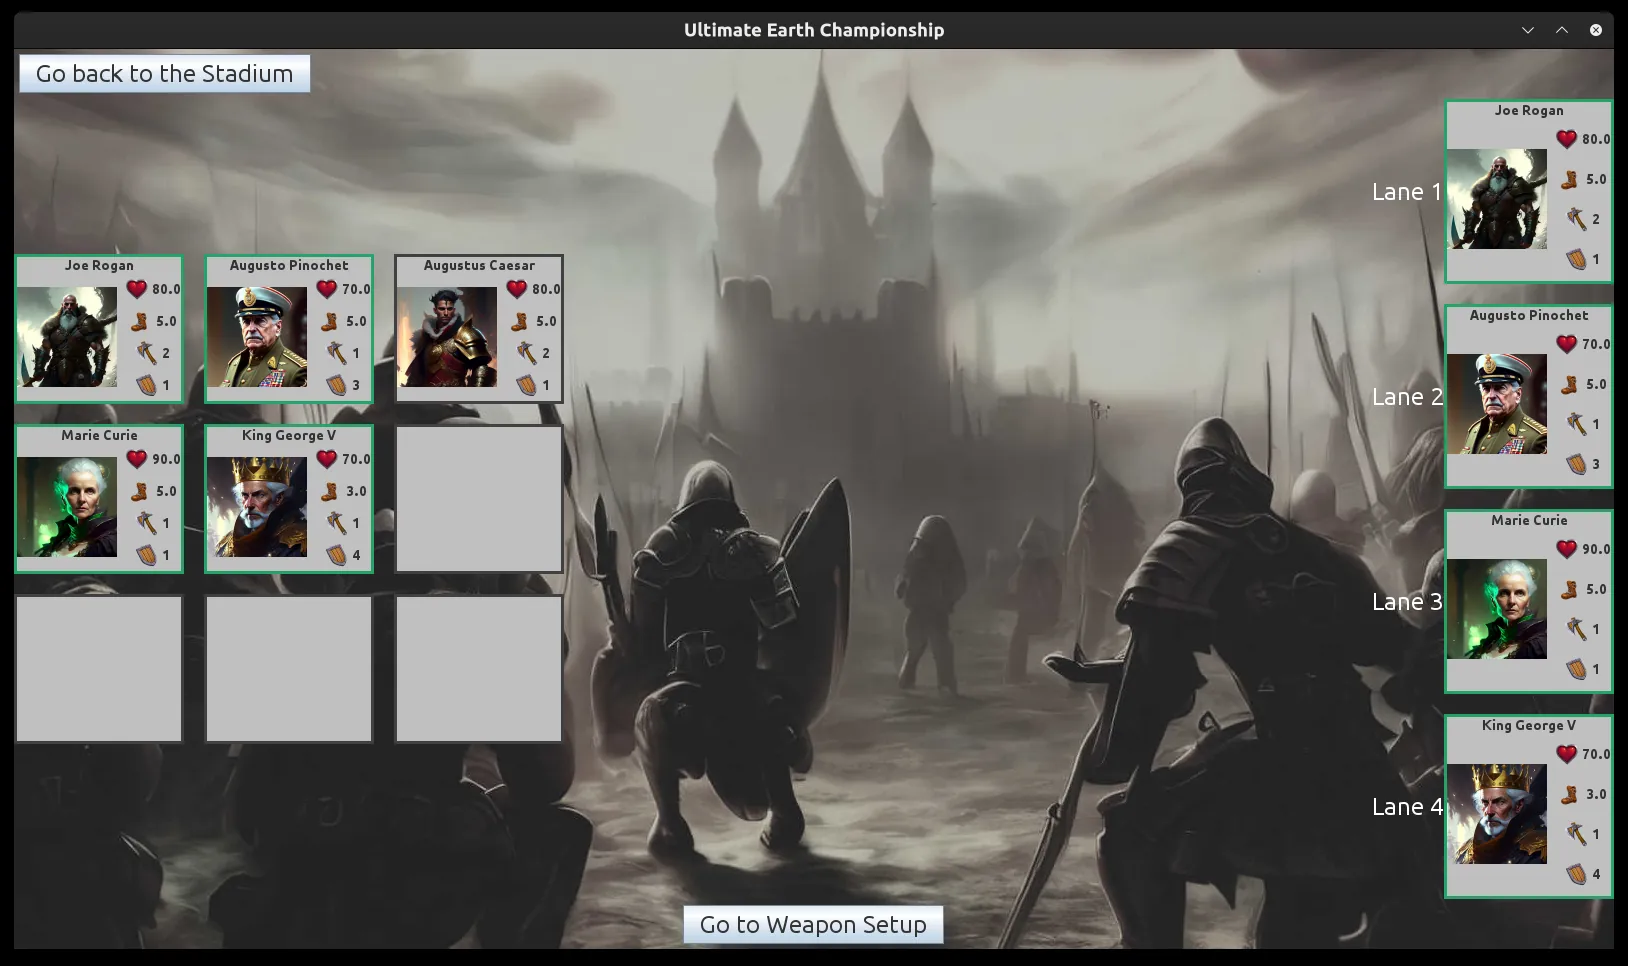 Ultimate Earth Championship
Go back to the Stadium
Joe Rogan
80.0
5.0
2
1
Augusto Pinochet
70.0
5.0
1
3
Augustus Caesar
80.0
5.0
2
1
Marie Curie
90.0
5.0
1
1
King George V
70.0
3.0
1
4
Lane 1
Joe Rogan
80.0
5.0
2
1
Lane 2
Augusto Pinochet
70.0
5.0
1
3
Lane 3
Marie Curie
90.0
5.0
1
1
Lane 4
King George V
70.0
3.0
1
4
Go to Weapon Setup